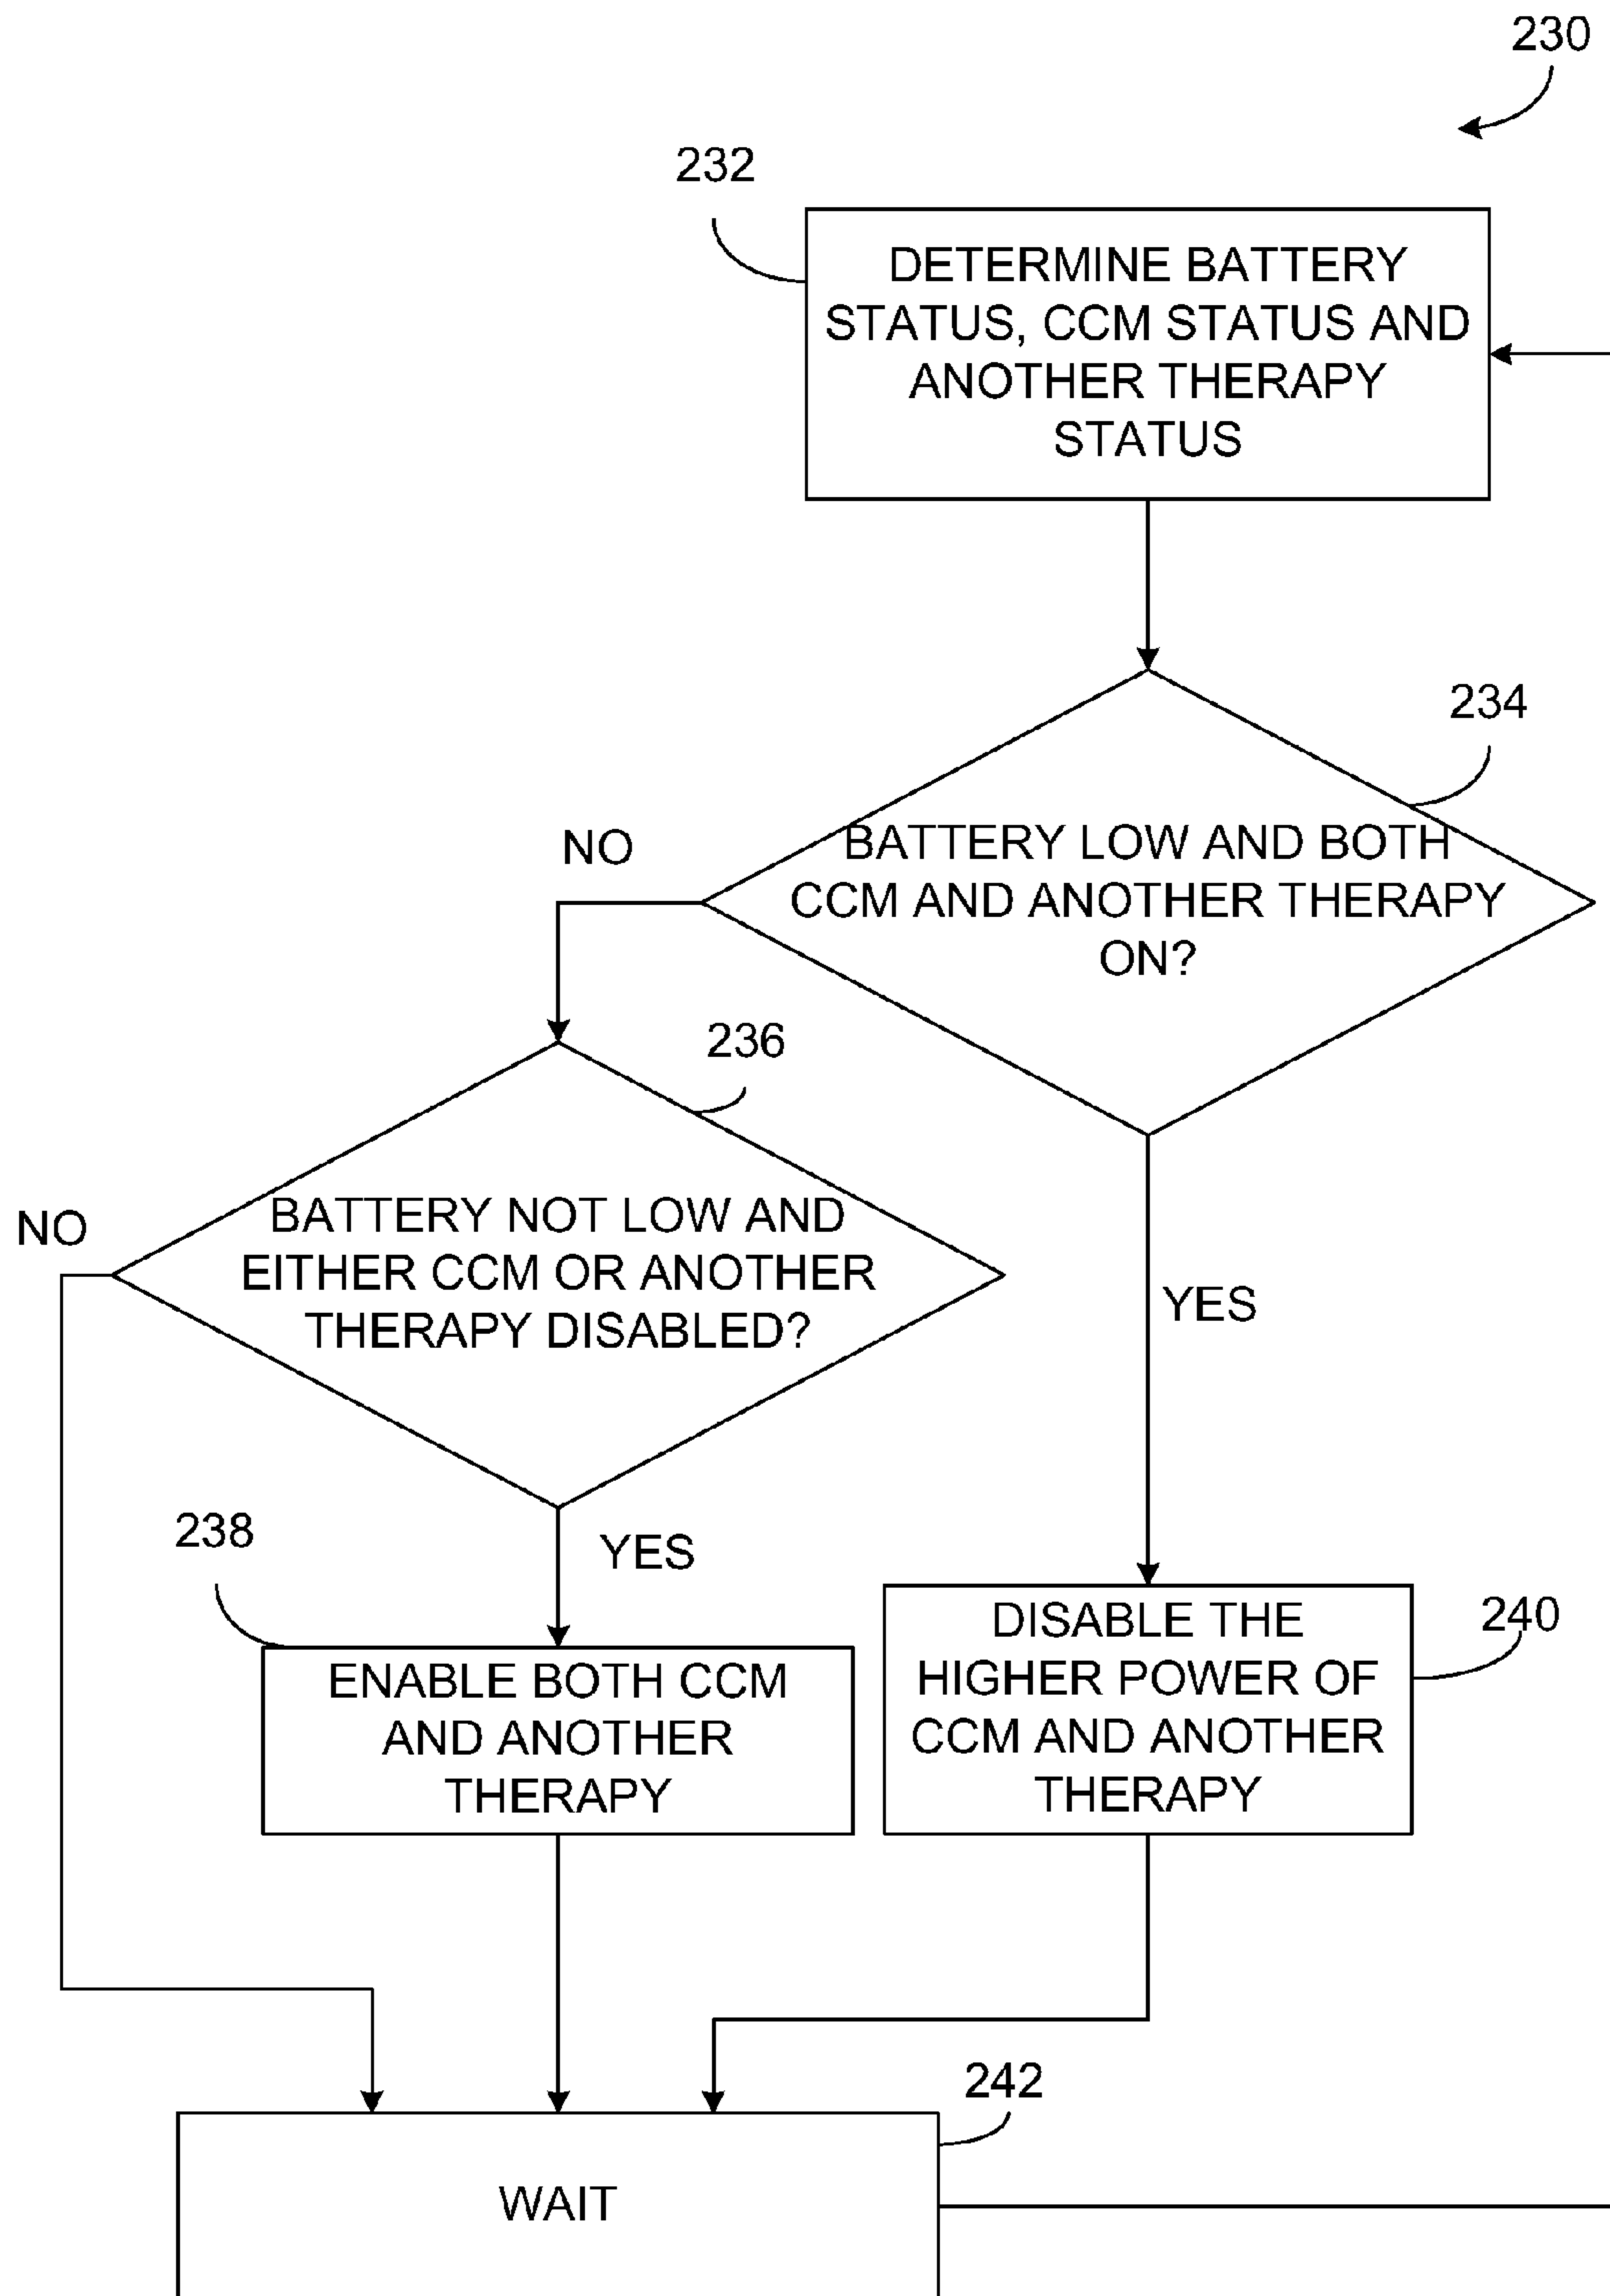 230
232
DETERMINE BATTERY
STATUS, CCM STATUS AND
ANOTHER THERAPY
STATUS
234
NO
BATTERY LOW AND BOTH
CCM AND ANOTHER THERAPY
ON?
236
NO
BATTERY NOT LOW AND
EITHER CCM OR ANOTHER
THERAPY DISABLED?
YES
238
YES
ENABLE BOTH CCM
AND ANOTHER
THERAPY
240
DISABLE THE
HIGHER POWER OF
CCM AND ANOTHER
THERAPY
242
WAIT